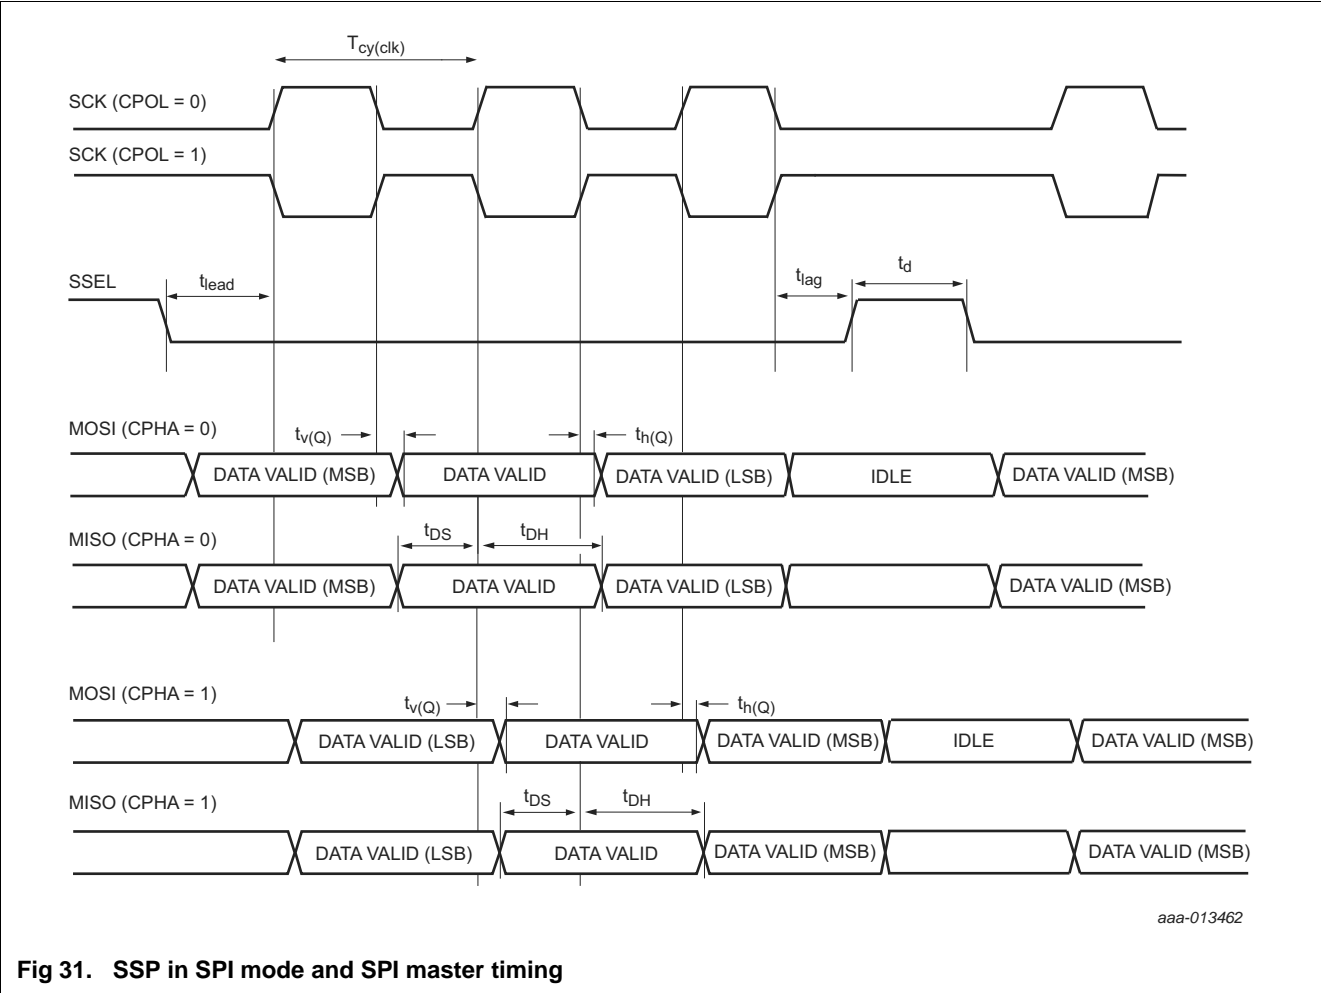 Tcy(clk)
SCK (CPOL = 0)
SCK (CPOL = 1)
SSEL
tlead
tlag
td
MOSI (CPHA = 0)
tv(Q)
th(Q)
DATA VALID (MSB)
DATA VALID
DATA VALID (LSB)
IDLE
DATA VALID (MSB)
MISO (CPHA = 0)
tDS
tDH
DATA VALID (MSB)
DATA VALID
DATA VALID (LSB)
DATA VALID (MSB)
MOSI (CPHA = 1)
tv(Q)
th(Q)
DATA VALID (LSB)
DATA VALID
DATA VALID (MSB)
IDLE
DATA VALID (MSB)
MISO (CPHA = 1)
tDS
tDH
DATA VALID (LSB)
DATA VALID
DATA VALID (MSB)
DATA VALID (MSB)
aaa-013462
Fig 31. SSP in SPI mode and SPI master timing